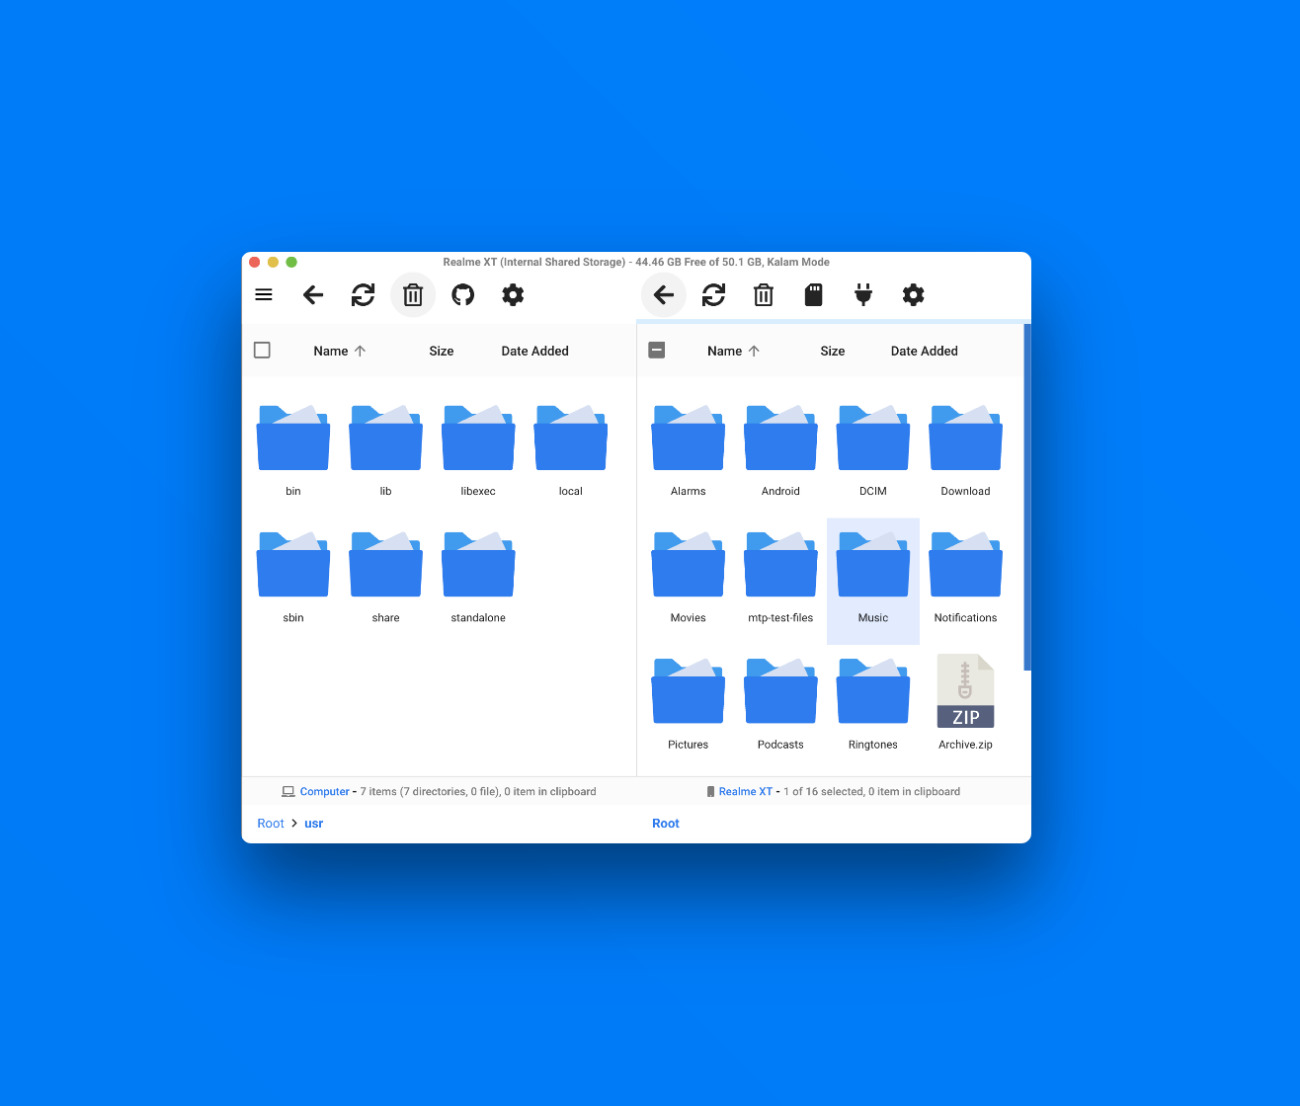 Realme XT (Internal Shared Storage) - 44.46 GB Free of 50.1 GB, Kalam Mode
Name Size Date Added
bin lib libexec local
sbin share standalone
Computer - 7 items (7 directories, 0 file), 0 item in clipboard
Root > usr
Name Size Date Added
Alarms Android DCIM Download
Movies mtp-test-files Music Notifications
ZIP
Pictures Podcasts Ringtones Archive.zip
Realme XT - 1 of 16 selected, 0 item in clipboard
Root